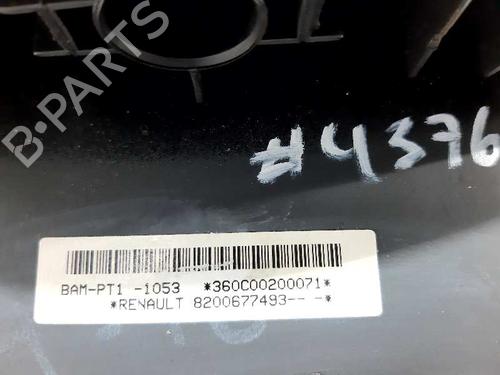 B-PARTS
#4376
BAM-PT1 -1053 *360C00200071*
*RENAULT 8200677493-- -*